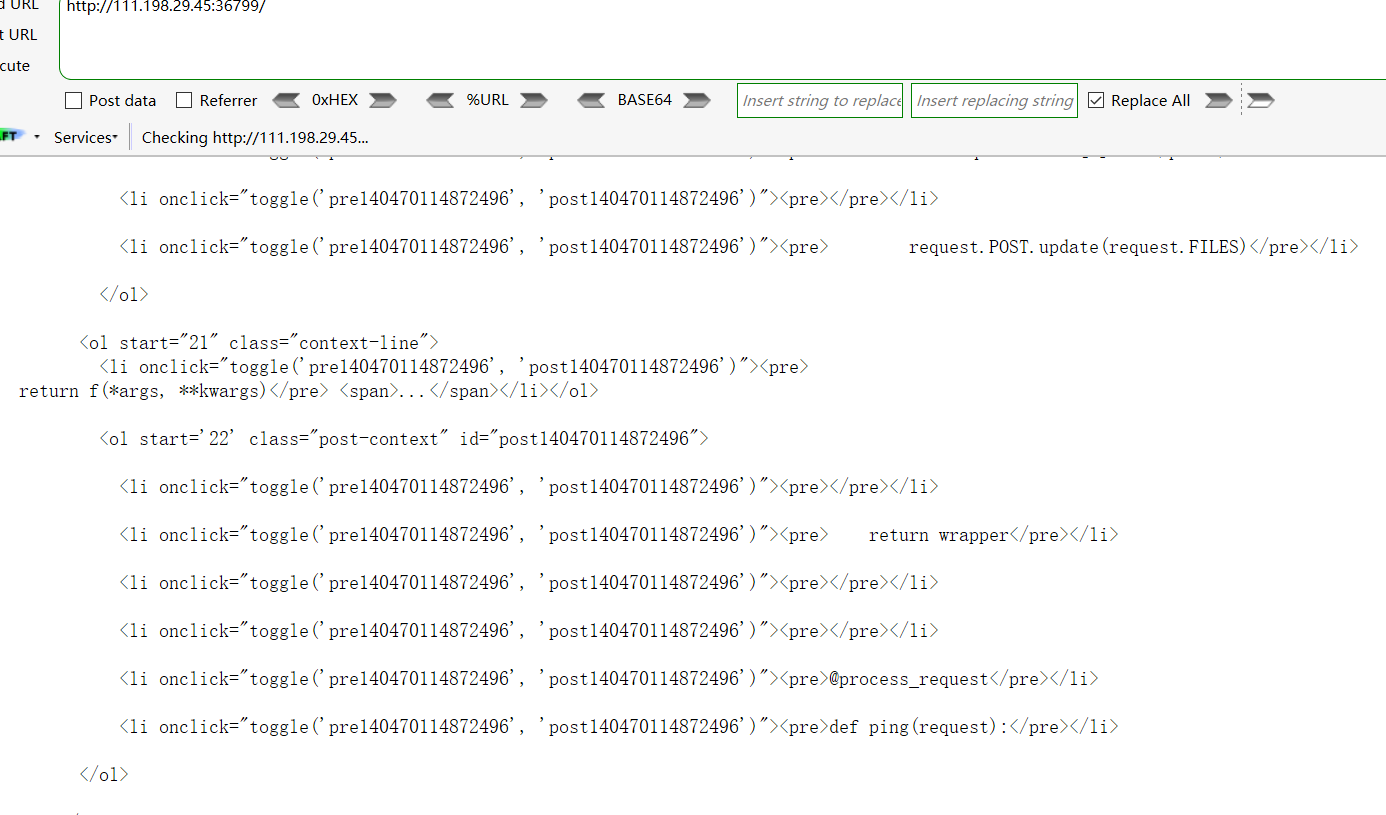 d URL
http://111.198.29.45:36799/
t URL
cute
Post data Referrer 0xHEX %URL BASE64 Insert string to replace Insert replacing string Replace All
FT Services Checking http://111.198.29.45...
<li onclick="toggle('pre140470114872496', 'post140470114872496')"><pre></pre></li>
<li onclick="toggle('pre140470114872496', 'post140470114872496')"><pre>        request.POST.update(request.FILES)</pre></li>
</ol>
<ol start="21" class="context-line">
<li onclick="toggle('pre140470114872496', 'post140470114872496')"><pre>
return f(*args, **kwargs)</pre> <span>...</span></li></ol>
<ol start='22' class="post-context" id="post140470114872496">
<li onclick="toggle('pre140470114872496', 'post140470114872496')"><pre></pre></li>
<li onclick="toggle('pre140470114872496', 'post140470114872496')"><pre>    return wrapper</pre></li>
<li onclick="toggle('pre140470114872496', 'post140470114872496')"><pre></pre></li>
<li onclick="toggle('pre140470114872496', 'post140470114872496')"><pre></pre></li>
<li onclick="toggle('pre140470114872496', 'post140470114872496')"><pre>@process_request</pre></li>
<li onclick="toggle('pre140470114872496', 'post140470114872496')"><pre>def ping(request):</pre></li>
</ol>